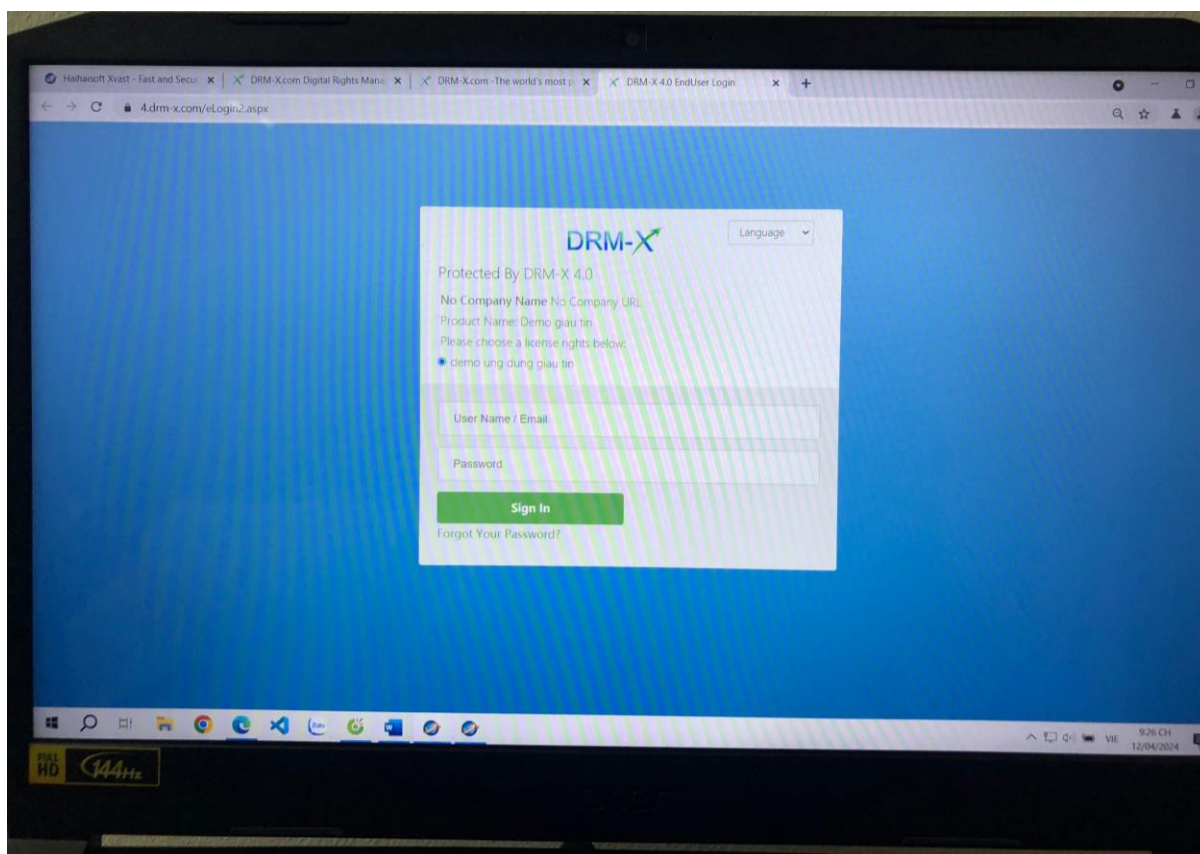 Haihaisoft Xvast - Fast and Secur
DRM-X.com Digital Rights Mana
DRM-X.com -The world's most p
DRM-X 4.0 EndUser Login
4.drm-x.com/eLogin2.aspx
DRM-X
Language
Protected By DRM-X 4.0
No Company Name No Company URL
Product Name: Demo giau tin
Please choose a license rights below:
demo ung dung giau tin
User Name / Email
Password
Sign In
Forgot Your Password?
Zalo
VIE
9:26 CH
12/04/2024
FULL
HD
144Hz